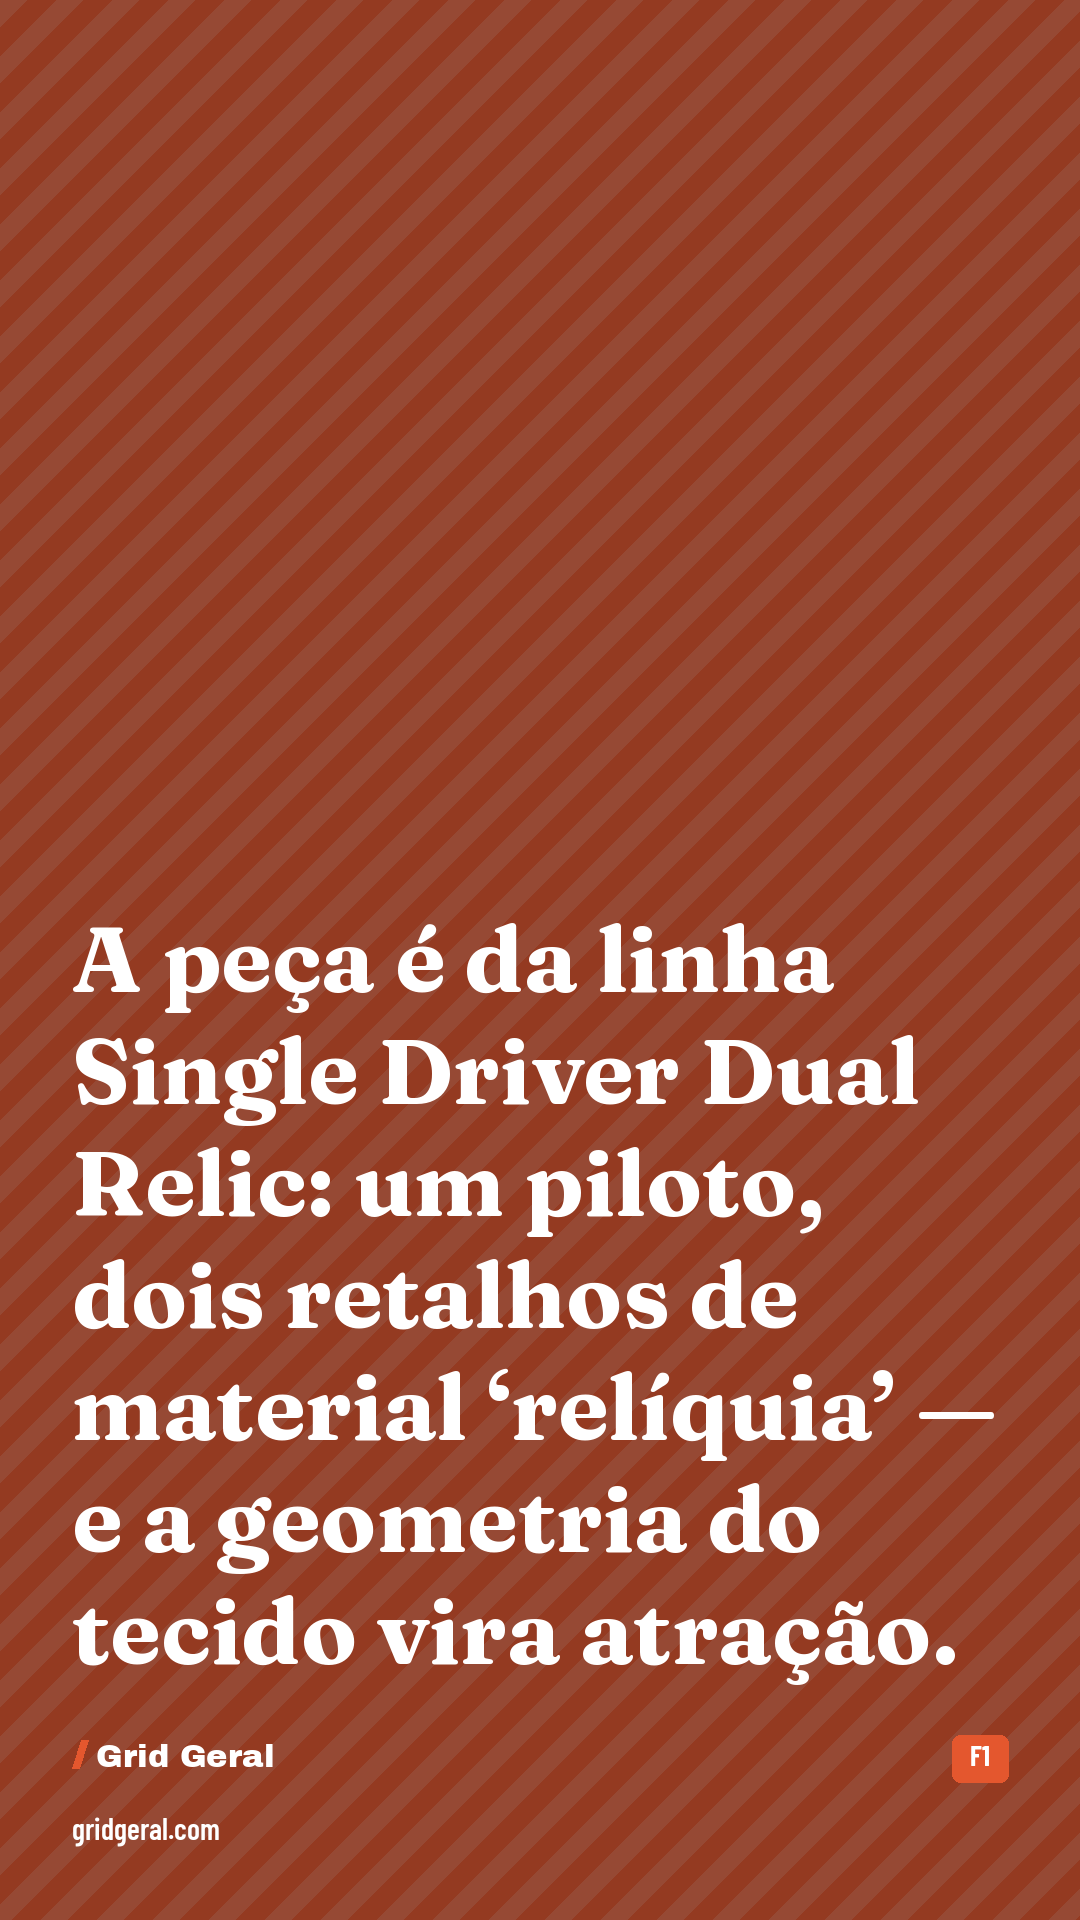 A peça é da linha
Single Driver Dual
Relic: um piloto,
dois retalhos de
material ‘relíquia’ —
e a geometria do
tecido vira atração.
/ Grid Geral
F1
gridgeral.com